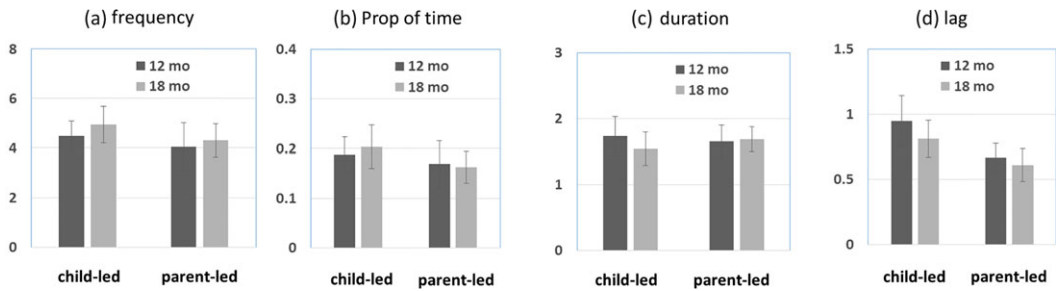 (a) frequency
8
6
4
2
0
12 mo
18 mo
child-led parent-led
(b) Prop of time
0.4
0.3
0.2
0.1
0
12 mo
18 mo
child-led parent-led
(c) duration
3
2
1
0
12 mo
18 mo
child-led parent-led
(d) lag
1.5
1
0.5
0
12 mo
18 mo
child-led parent-led